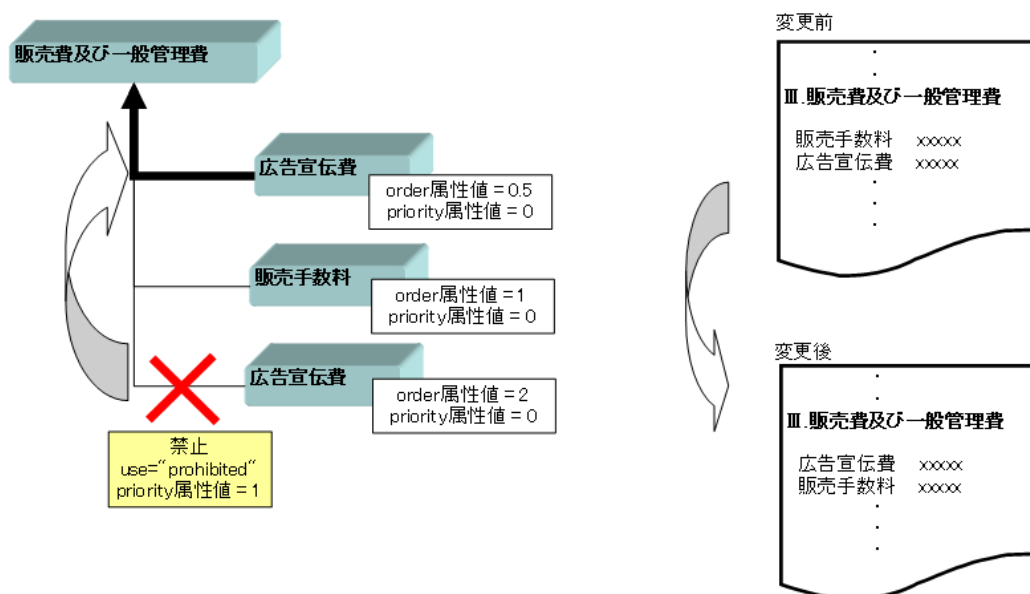 販売費及び一般管理費
広告宣伝費
order属性値=0.5
priority属性値=0
販売手数料
order属性値=1
priority属性値=0
広告宣伝費
order属性値=2
priority属性値=0
禁止
use="prohibited"
priority属性値=1
変更前
Ⅲ.販売費及び一般管理費
販売手数料 xxxxx
広告宣伝費 xxxxx
変更後
Ⅲ.販売費及び一般管理費
広告宣伝費 xxxxx
販売手数料 xxxxx